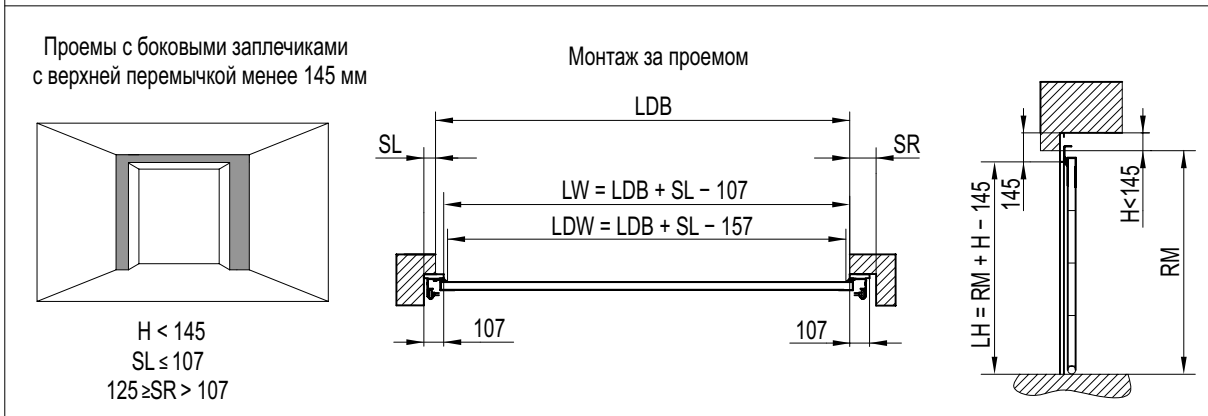 Проемы с боковыми заплечиками
с верхней перемычкой менее 145 мм
H < 145
SL ≤ 107
125 ≥SR > 107
Монтаж за проемом
LDB
SL
SR
LW = LDB + SL − 107
LDW = LDB + SL − 157
107
107
LH = RM + H − 145
145
H<145
RM